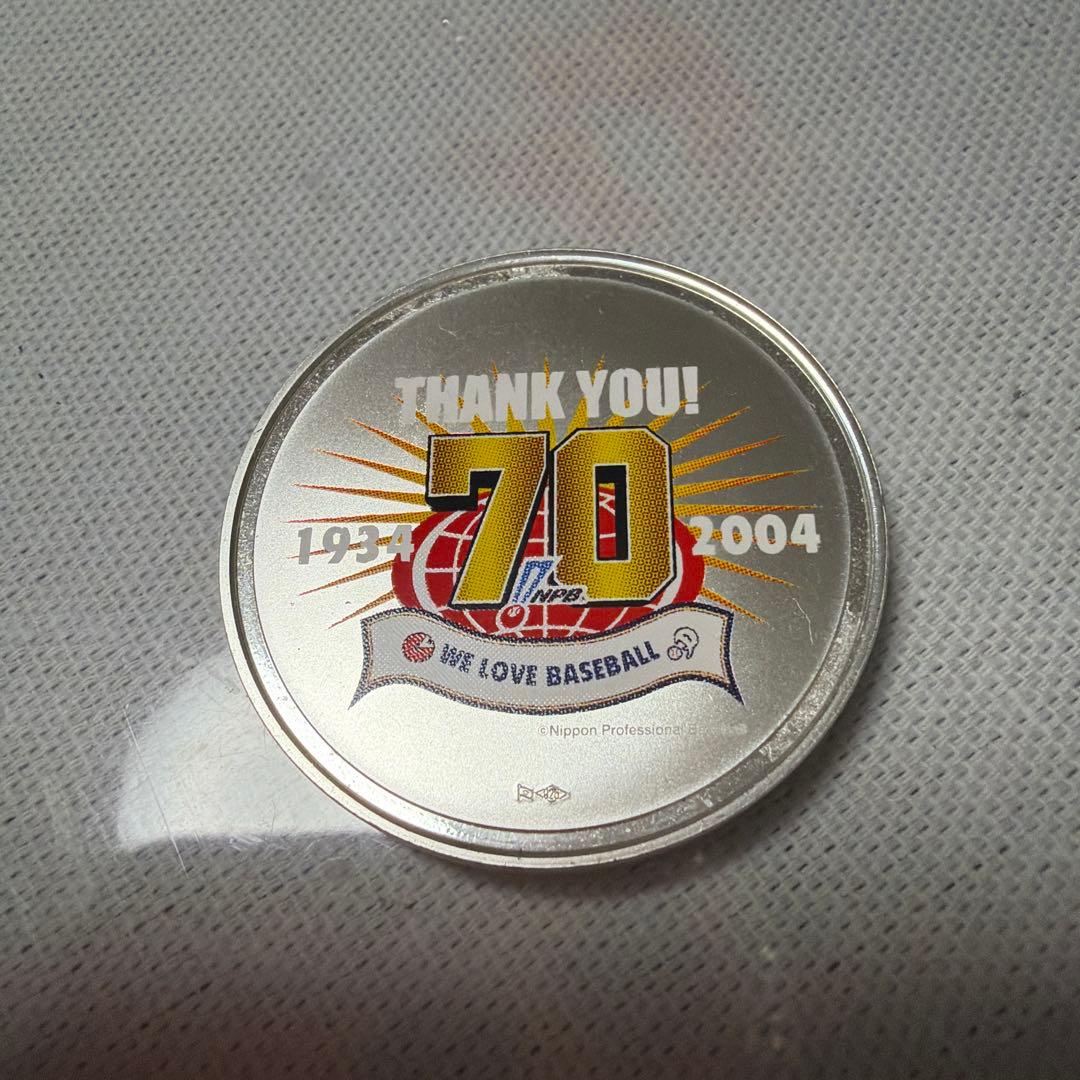 THANK YOU!
70
1934
2004
NPB
WE LOVE BASEBALL
©Nippon Professional